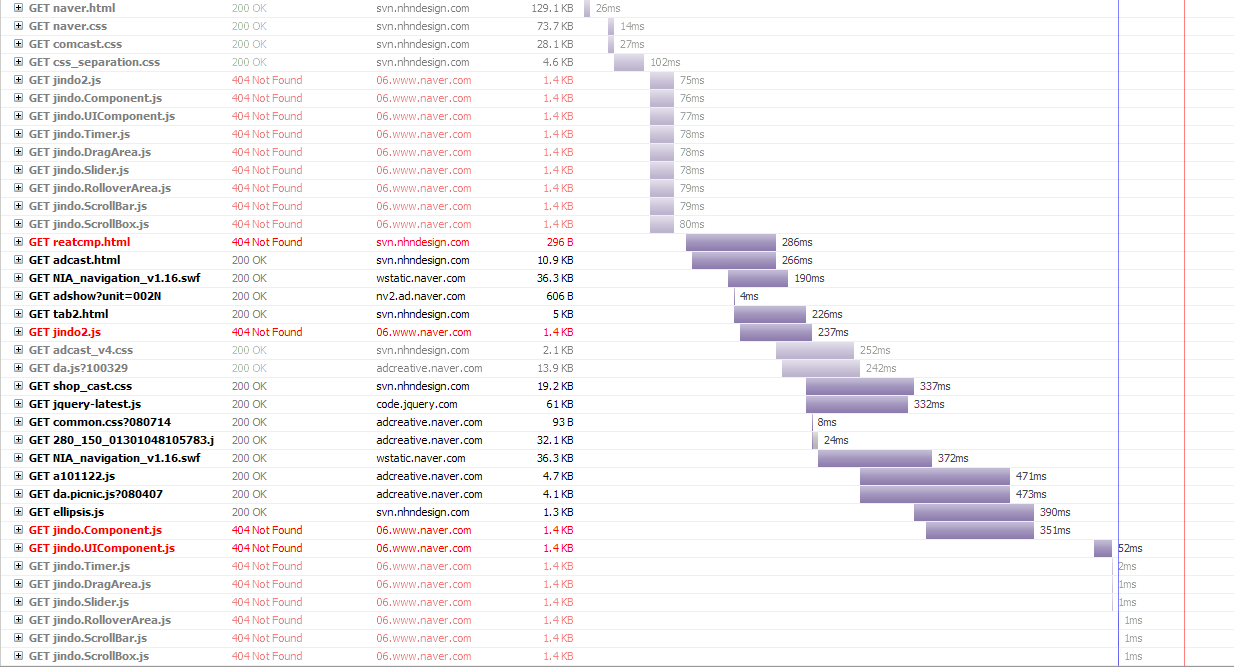 GET naver.html 200 OK svn.nhndesign.com 129.1 KB 26ms
GET naver.css 200 OK svn.nhndesign.com 73.7 KB 14ms
GET comcast.css 200 OK svn.nhndesign.com 28.1 KB 27ms
GET css_separation.css 200 OK svn.nhndesign.com 4.6 KB 102ms
GET jindo2.js 404 Not Found 06.www.naver.com 1.4 KB 75ms
GET jindo.Component.js 404 Not Found 06.www.naver.com 1.4 KB 76ms
GET jindo.UIComponent.js 404 Not Found 06.www.naver.com 1.4 KB 77ms
GET jindo.Timer.js 404 Not Found 06.www.naver.com 1.4 KB 78ms
GET jindo.DragArea.js 404 Not Found 06.www.naver.com 1.4 KB 78ms
GET jindo.Slider.js 404 Not Found 06.www.naver.com 1.4 KB 78ms
GET jindo.RolloverArea.js 404 Not Found 06.www.naver.com 1.4 KB 79ms
GET jindo.ScrollBar.js 404 Not Found 06.www.naver.com 1.4 KB 79ms
GET jindo.ScrollBox.js 404 Not Found 06.www.naver.com 1.4 KB 80ms
GET reatcmp.html 404 Not Found svn.nhndesign.com 296 B 286ms
GET adcast.html 200 OK svn.nhndesign.com 10.9 KB 266ms
GET NIA_navigation_v1.16.swf 200 OK wstatic.naver.com 36.3 KB 190ms
GET adshow?unit=002N 200 OK nv2.ad.naver.com 606 B 4ms
GET tab2.html 200 OK svn.nhndesign.com 5 KB 226ms
GET jindo2.js 404 Not Found 06.www.naver.com 1.4 KB 237ms
GET adcast_v4.css 200 OK svn.nhndesign.com 2.1 KB 252ms
GET da.js?100329 200 OK adcreative.naver.com 13.9 KB 242ms
GET shop_cast.css 200 OK svn.nhndesign.com 19.2 KB 337ms
GET jquery-latest.js 200 OK code.jquery.com 61 KB 332ms
GET common.css?080714 200 OK adcreative.naver.com 93 B 8ms
GET 280_150_01301048105783.j 200 OK adcreative.naver.com 32.1 KB 24ms
GET NIA_navigation_v1.16.swf 200 OK wstatic.naver.com 36.3 KB 372ms
GET a101122.js 200 OK adcreative.naver.com 4.7 KB 471ms
GET da.picnic.js?080407 200 OK adcreative.naver.com 4.1 KB 473ms
GET ellipsis.js 200 OK svn.nhndesign.com 1.3 KB 390ms
GET jindo.Component.js 404 Not Found 06.www.naver.com 1.4 KB 351ms
GET jindo.UIComponent.js 404 Not Found 06.www.naver.com 1.4 KB 52ms
GET jindo.Timer.js 404 Not Found 06.www.naver.com 1.4 KB 2ms
GET jindo.DragArea.js 404 Not Found 06.www.naver.com 1.4 KB 1ms
GET jindo.Slider.js 404 Not Found 06.www.naver.com 1.4 KB 1ms
GET jindo.RolloverArea.js 404 Not Found 06.www.naver.com 1.4 KB 1ms
GET jindo.ScrollBar.js 404 Not Found 06.www.naver.com 1.4 KB 1ms
GET jindo.ScrollBox.js 404 Not Found 06.www.naver.com 1.4 KB 1ms